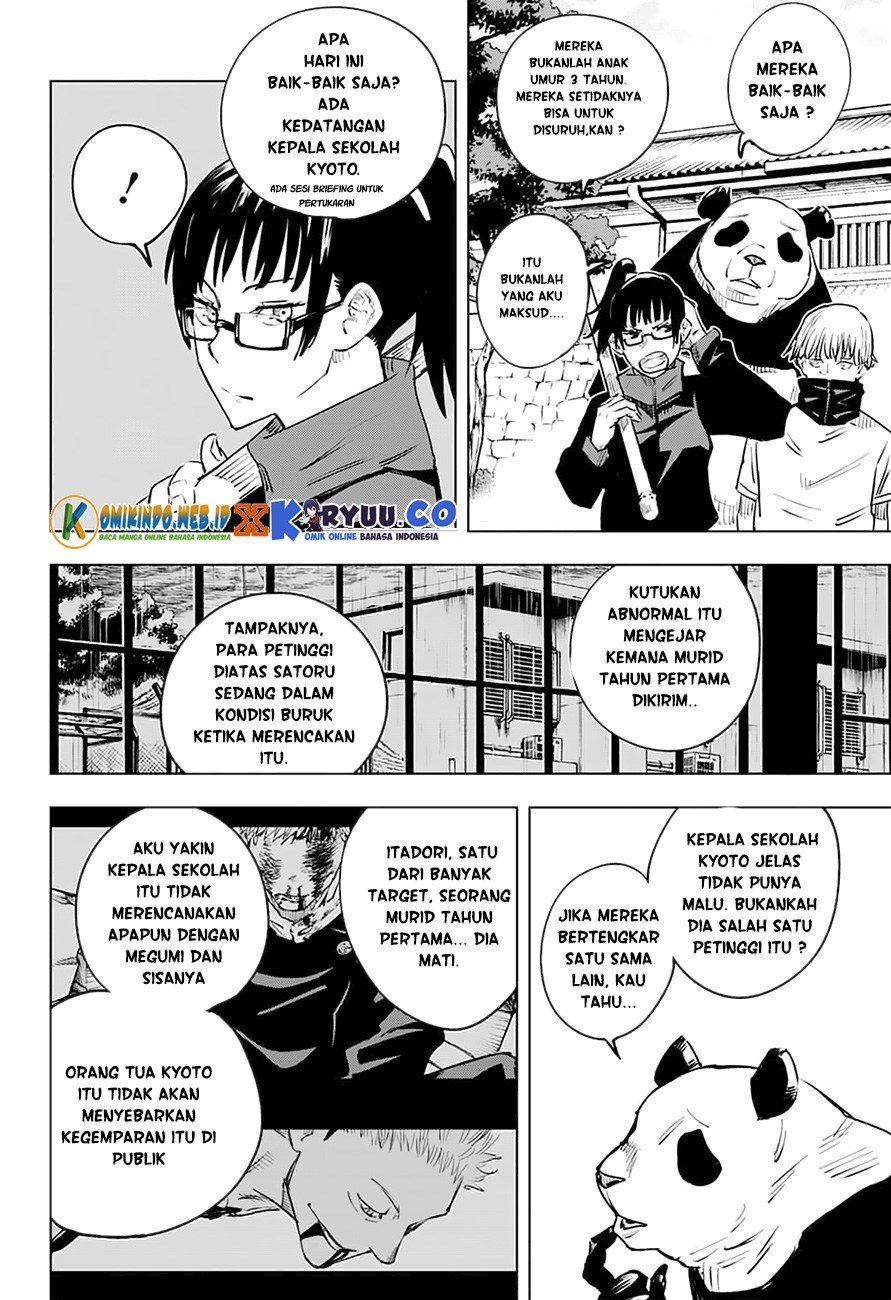 APA
MEREKA
BAIK-BAIK
SAJA ?
MEREKA
BUKANLAH ANAK
UMUR 3 TAHUN.
MEREKA SETIDAKNYA
BISA UNTUK
DISURUH,KAN ?
ITU
BUKANLAH
YANG AKU
MAKSUD....
APA
HARI INI
BAIK-BAIK SAJA?
ADA
KEDATANGAN
KEPALA SEKOLAH
KYOTO.
ADA SESI BRIEFING UNTUK
PERTUKARAN
!
KOMIKINDO.WEB.ID X KIRYUU.CO
BACA MANGA ONLINE BAHASA INDONESIA
OMIK ONLINE BAHASA INDONESIA
KUTUKAN
ABNORMAL ITU
MENGEJAR
KEMANA MURID
TAHUN PERTAMA
DIKIRIM..
TAMPAKNYA,
PARA PETINGGI
DIATAS SATORU
SEDANG DALAM
KONDISI BURUK
KETIKA MERENCAKAN
ITU.
KEPALA SEKOLAH
KYOTO JELAS
TIDAK PUNYA
MALU. BUKANKAH
DIA SALAH SATU
PETINGGI ITU ?
JIKA MEREKA
BERTENGKAR
SATU SAMA
LAIN, KAU
TAHU...
ITADORI, SATU
DARI BANYAK
TARGET, SEORANG
MURID TAHUN
PERTAMA... DIA
MATI.
AKU YAKIN
KEPALA SEKOLAH
ITU TIDAK
MERENCANAKAN
APAPUN DENGAN
MEGUMI DAN
SISANYA
ORANG TUA KYOTO
ITU TIDAK AKAN
MENYEBARKAN
KEGEMPARAN ITU DI
PUBLIK